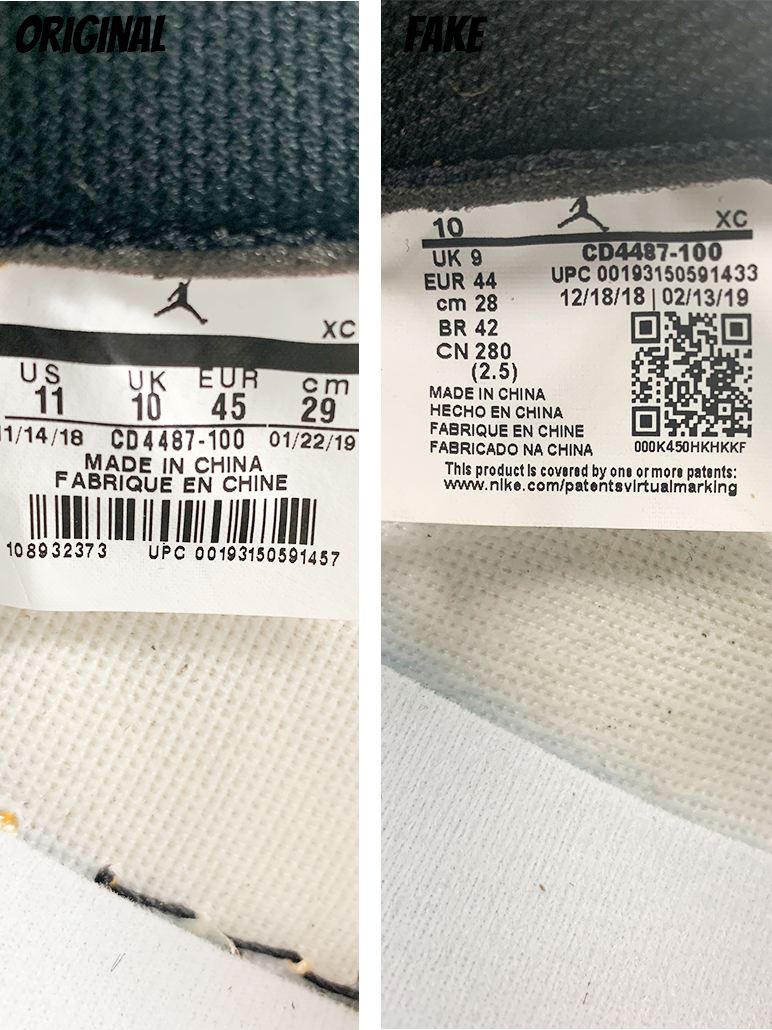 ORIGINAL
XC
US UK EUR cm
11 10 45 29
11/14/18 CD4487-100 01/22/19
MADE IN CHINA
FABRIQUE EN CHINE
108932373 UPC 00193150591457
FAKE
10 XC
UK 9 CD4487-100
EUR 44 UPC 00193150591433
cm 28 12/18/18 | 02/13/19
BR 42
CN 280
(2.5)
MADE IN CHINA
HECHO EN CHINA
FABRIQUE EN CHINE
FABRICADO NA CHINA 000K450HKHKKF
This product is covered by one or more patents:
www.nike.com/patentsvirtualmarking